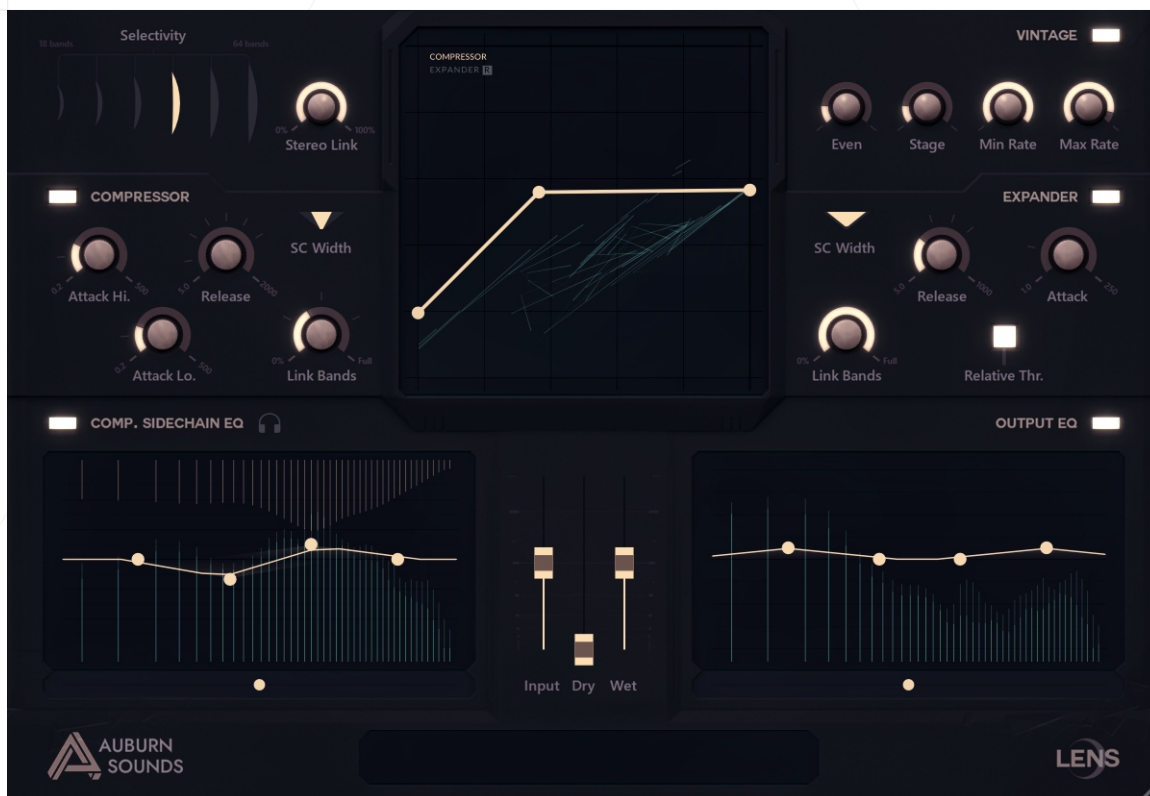 Selectivity
18 bands
64 bands
0%
100%
Stereo Link
COMPRESSOR
EXPANDER R
VINTAGE
Even
Stage
Min Rate
Max Rate
COMPRESSOR
SC Width
0.2
500
Attack Hi.
5.0
2000
Release
0.2
500
Attack Lo.
0%
Full
Link Bands
EXPANDER
SC Width
5.0
1000
Release
1.0
250
Attack
0%
Full
Link Bands
Relative Thr.
COMP. SIDECHAIN EQ
OUTPUT EQ
Input
Dry
Wet
AUBURN
SOUNDS
LENS